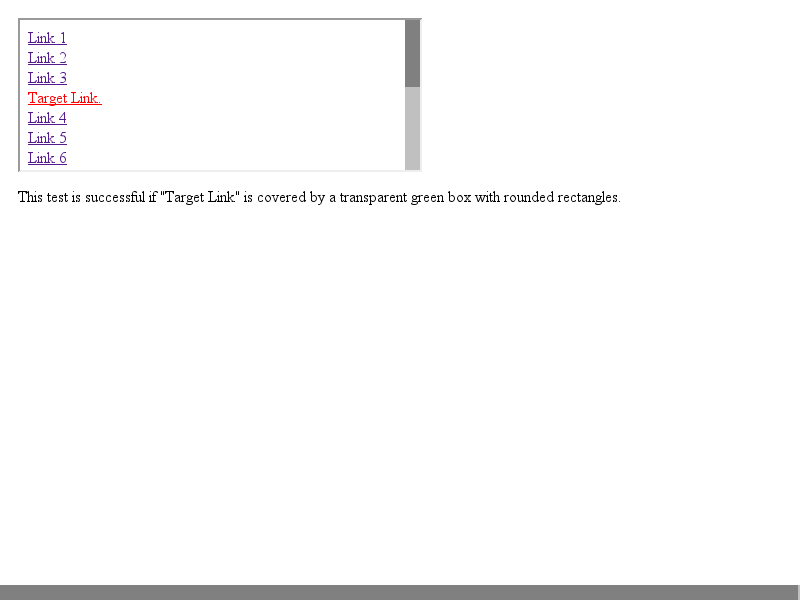 Link 1
Link 2
Link 3
Target Link.
Link 4
Link 5
Link 6
This test is successful if "Target Link" is covered by a transparent green box with rounded rectangles.